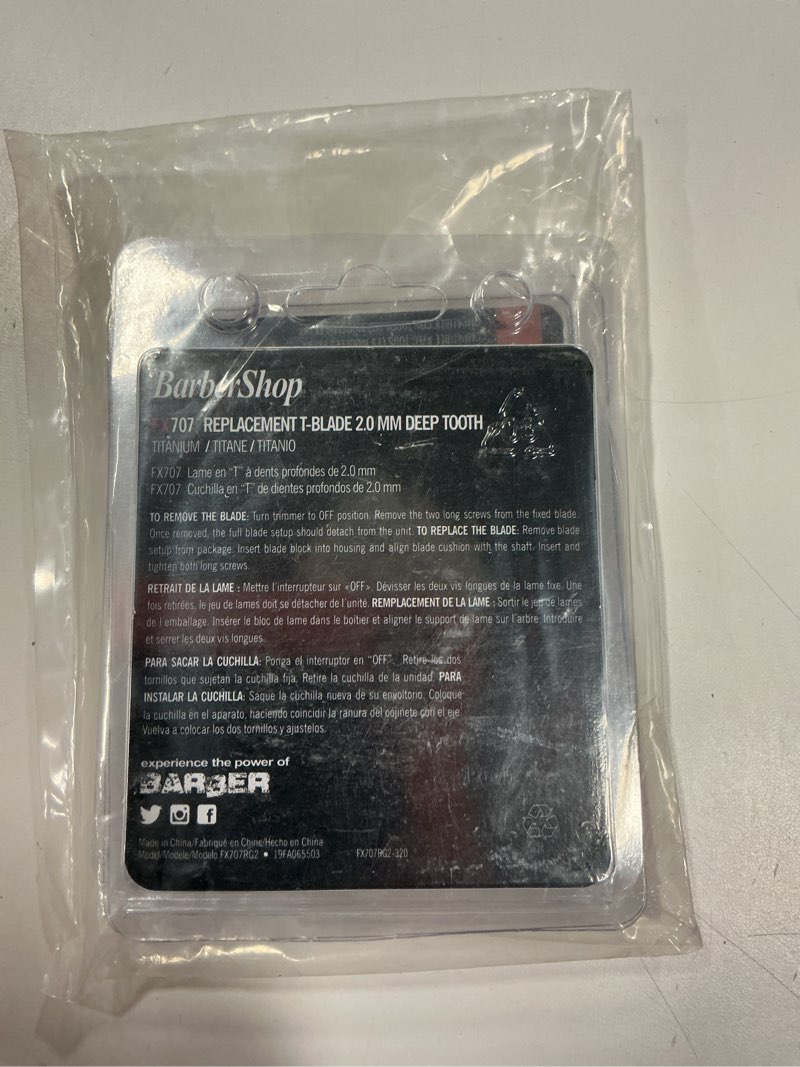 BarberShop
FX707 REPLACEMENT T-BLADE 2.0 MM DEEP TOOTH
TITANIUM / TITANE / TITANIO
FX707 Lame en "T" à dents profondes de 2.0 mm
FX707 Cuchilla en "T" de dientes profondos de 2.0 mm
TO REMOVE THE BLADE: Turn trimmer to OFF position. Remove the two long screws from the fixed blade.
Once removed, the full blade setup should detach from the unit. TO REPLACE THE BLADE: Remove blade
setup from package. Insert blade block into housing and align blade cushion with the shaft. Insert and
tighten both long screws.
RETRAIT DE LA LAME : Mettre l'interrupteur sur «OFF». Dévisser les deux vis longues de la lame fixe. Une
fois retirées, le jeu de lames doit se détacher de l'unité. REMPLACEMENT DE LA LAME : Sortir le jeu de lames
de l'emballage. Insérer le bloc de lame dans le boîtier et aligner le support de lame sur l'arbre. Introduire
et serrer les deux vis longues.
PARA SACAR LA CUCHILLA: Ponga el interruptor en "OFF". Retire los dos
tornillos que sujetan la cuchilla fija. Retire la cuchilla de la unidad. PARA
INSTALAR LA CUCHILLA: Saque la cuchilla nueva de su envoltorio. Coloque
la cuchilla en el aparato, haciendo coincidir la ranura del cojinete con el eje.
Vuelva a colocar los dos tornillos y ajústelos.
experience the power of
BARBER
Made in China/Fabriqué en Chine/Hecho en China
Model/Modèle/Modelo FX707RG2 • 19FA065503 FX707RG2-320